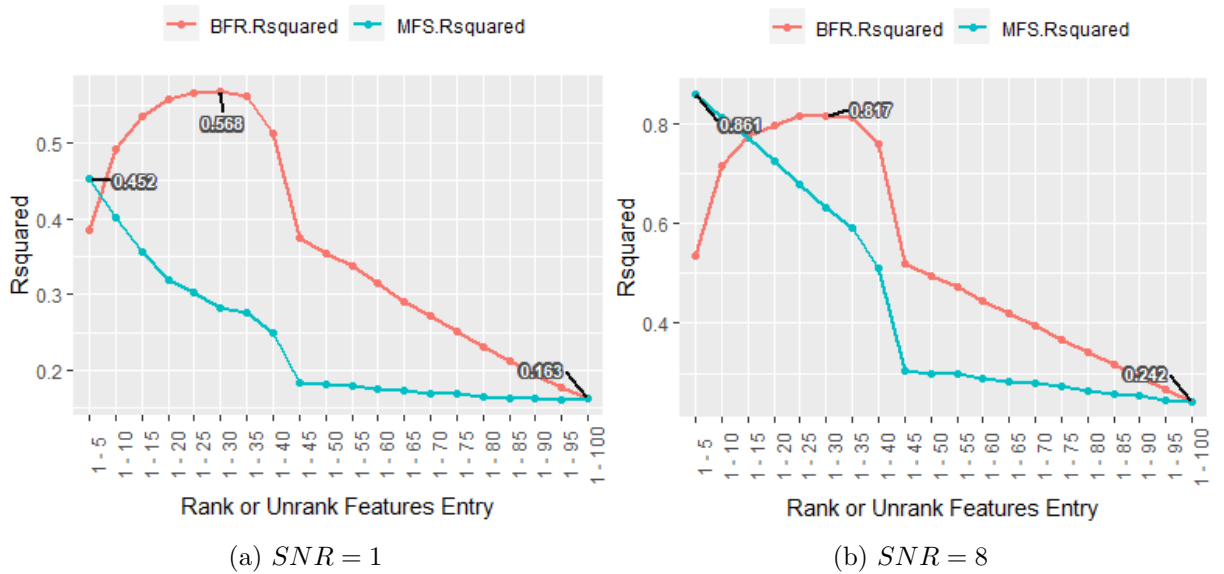 BFR.Rsquared MFS.Rsquared
Rsquared
0.5
0.4
0.3
0.2
0.568
0.452
0.163
1 - 5
1 - 10
1 - 15
1 - 20
1 - 25
1 - 30
1 - 35
1 - 40
1 - 45
1 - 50
1 - 55
1 - 60
1 - 65
1 - 70
1 - 75
1 - 80
1 - 85
1 - 90
1 - 95
1 - 100
Rank or Unrank Features Entry
(a) SNR = 1
BFR.Rsquared MFS.Rsquared
Rsquared
0.8
0.6
0.4
0.861
0.817
0.242
1 - 5
1 - 10
1 - 15
1 - 20
1 - 25
1 - 30
1 - 35
1 - 40
1 - 45
1 - 50
1 - 55
1 - 60
1 - 65
1 - 70
1 - 75
1 - 80
1 - 85
1 - 90
1 - 95
1 - 100
Rank or Unrank Features Entry
(b) SNR = 8